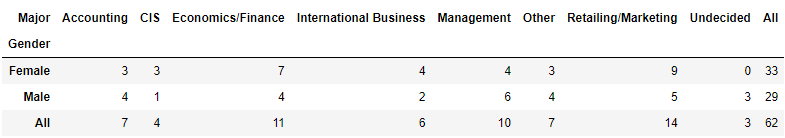 Major Accounting CIS Economics/Finance International Business Management Other Retailing/Marketing Undecided All
Gender
Female 3 3 7 4 4 3 9 0 33
Male 4 1 4 2 6 4 5 3 29
All 7 4 11 6 10 7 14 3 62